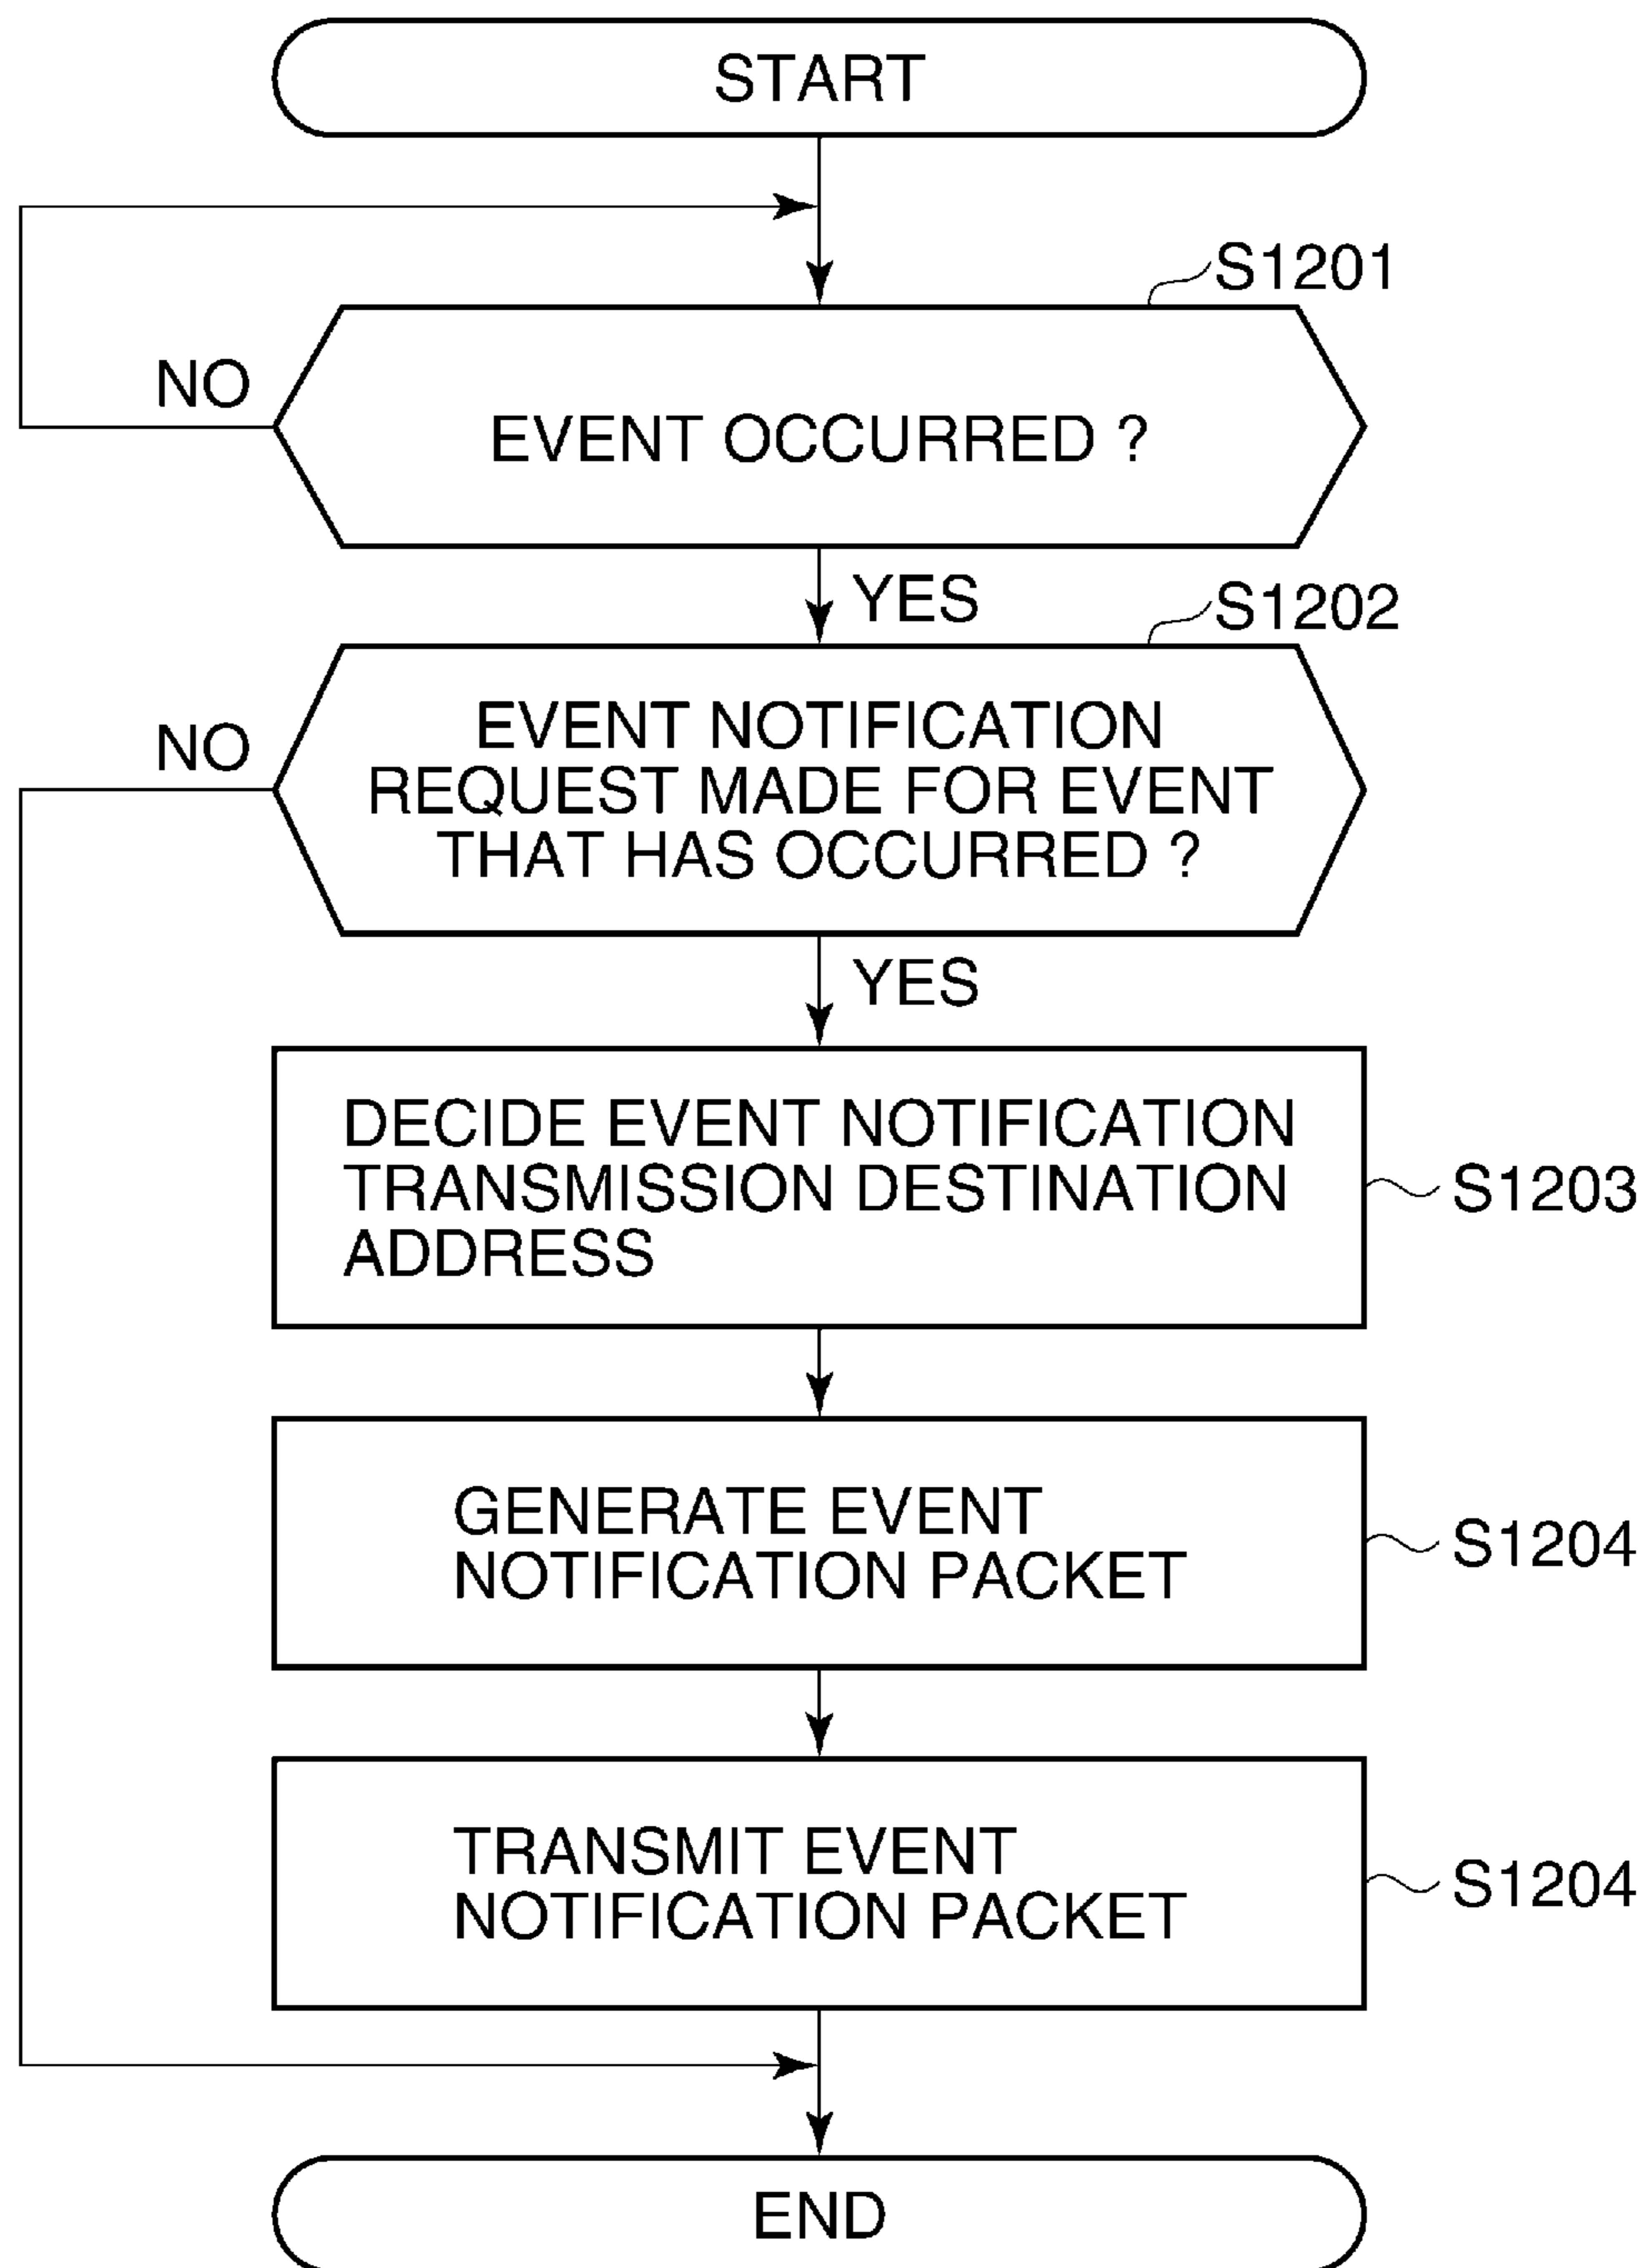 START
S1201
NO
EVENT OCCURRED ?
YES
S1202
NO
EVENT NOTIFICATION
REQUEST MADE FOR EVENT
THAT HAS OCCURRED ?
YES
DECIDE EVENT NOTIFICATION
TRANSMISSION DESTINATION
ADDRESS
S1203
GENERATE EVENT
NOTIFICATION PACKET
S1204
TRANSMIT EVENT
NOTIFICATION PACKET
S1204
END